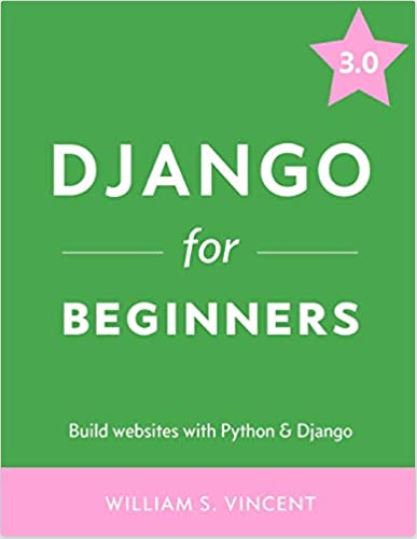 3.0
DJANGO
for
BEGINNERS
Build websites with Python & Django
WILLIAM S. VINCENT